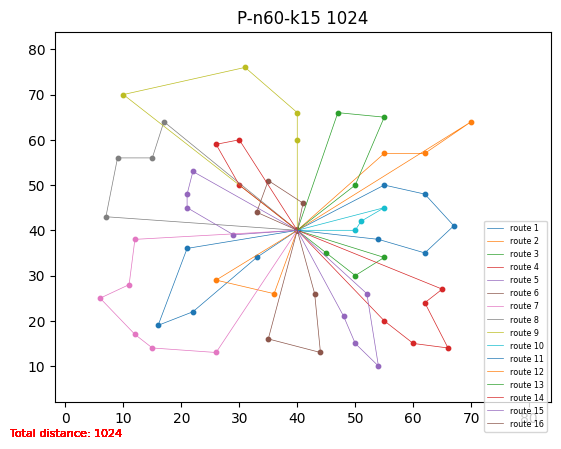 P-n60-k15 1024
80
70
60
50
40
30
20
10
0 10 20 30 40 50 60 70 80
route 1
route 2
route 3
route 4
route 5
route 6
route 7
route 8
route 9
route 10
route 11
route 12
route 13
route 14
route 15
route 16
Total distance: 1024